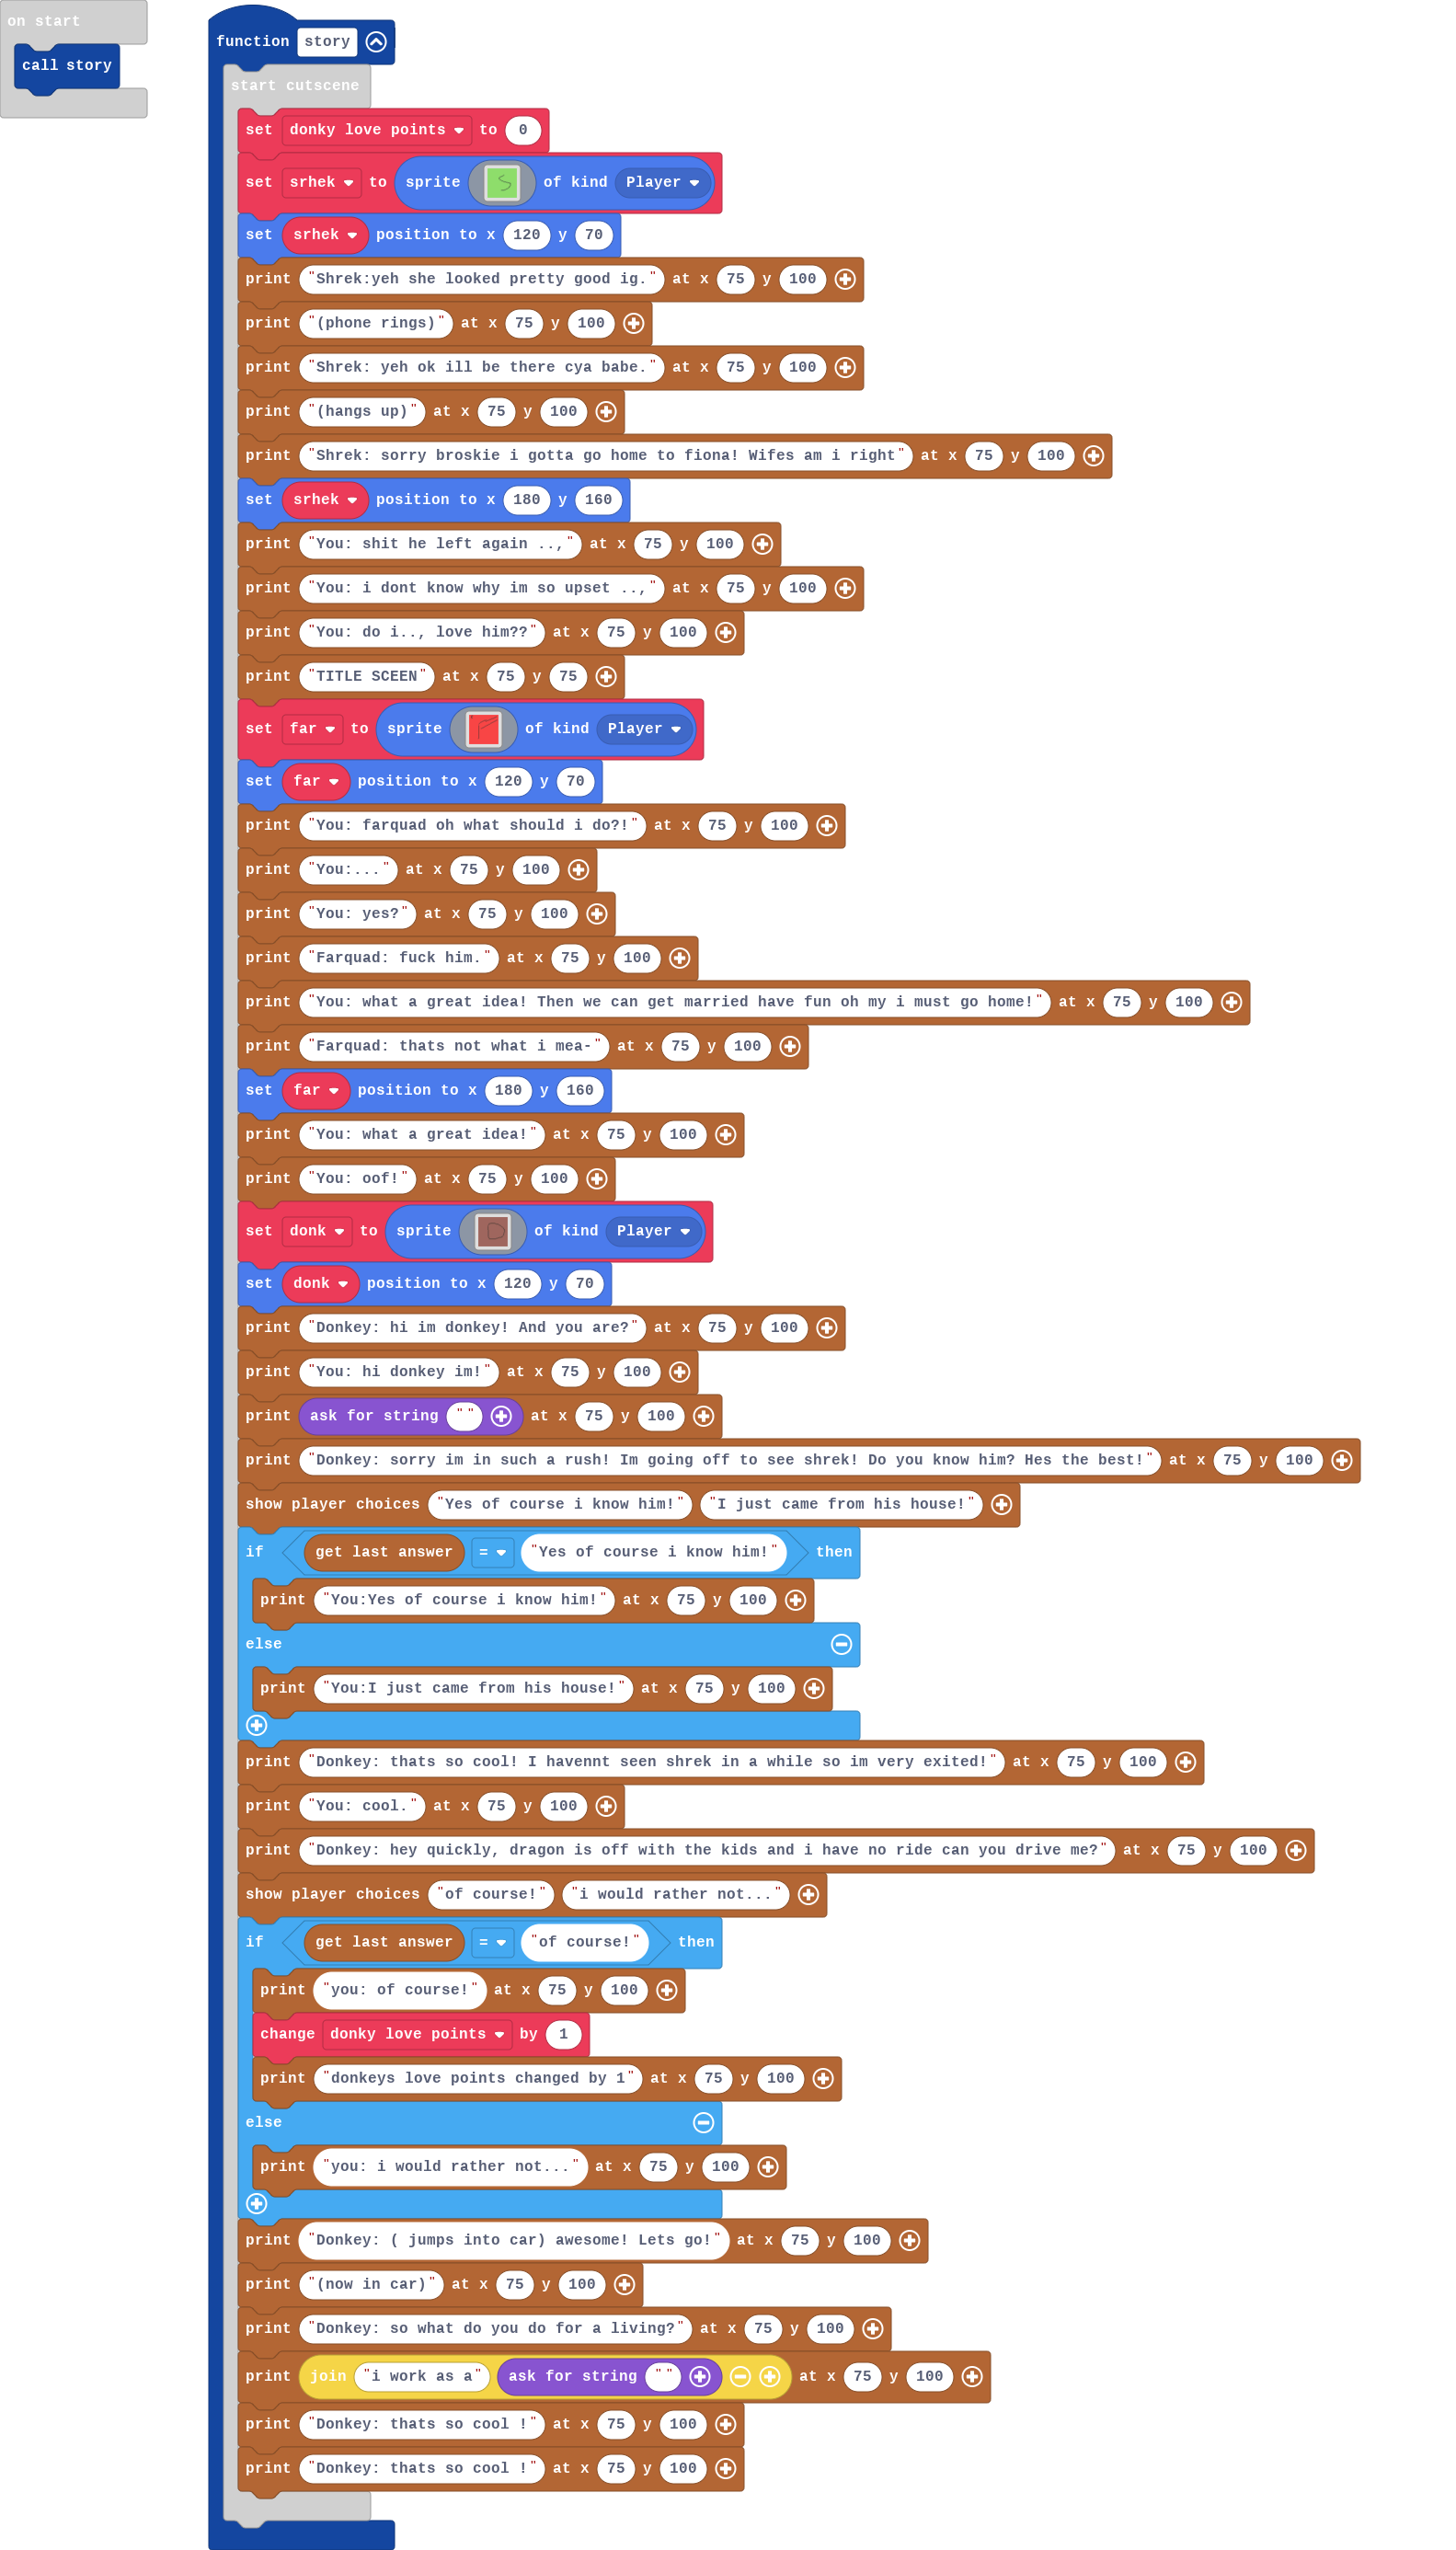 on start
call story
function story
start cutscene
set donky love points to 0
set srhek to sprite S of kind Player
set srhek position to x 120 y 70
print "Shrek:yeh she looked pretty good ig." at x 75 y 100
print "(phone rings)" at x 75 y 100
print "Shrek: yeh ok ill be there cya babe." at x 75 y 100
print "(hangs up)" at x 75 y 100
print "Shrek: sorry broskie i gotta go home to fiona! Wifes am i right" at x 75 y 100
set srhek position to x 180 y 160
print "You: shit he left again ..," at x 75 y 100
print "You: i dont know why im so upset ..," at x 75 y 100
print "You: do i.., love him??" at x 75 y 100
print "TITLE SCEEN" at x 75 y 75
set far to sprite F of kind Player
set far position to x 120 y 70
print "You: farquad oh what should i do?!" at x 75 y 100
print "You:..." at x 75 y 100
print "You: yes?" at x 75 y 100
print "Farquad: fuck him." at x 75 y 100
print "You: what a great idea! Then we can get married have fun oh my i must go home!" at x 75 y 100
print "Farquad: thats not what i mea-" at x 75 y 100
set far position to x 180 y 160
print "You: what a great idea!" at x 75 y 100
print "You: oof!" at x 75 y 100
set donk to sprite D of kind Player
set donk position to x 120 y 70
print "Donkey: hi im donkey! And you are?" at x 75 y 100
print "You: hi donkey im!" at x 75 y 100
print ask for string "" at x 75 y 100
print "Donkey: sorry im in such a rush! Im going off to see shrek! Do you know him? Hes the best!" at x 75 y 100
show player choices "Yes of course i know him!" "I just came from his house!"
if get last answer = "Yes of course i know him!" then
print "You:Yes of course i know him!" at x 75 y 100
else
print "You:I just came from his house!" at x 75 y 100
print "Donkey: thats so cool! I havennt seen shrek in a while so im very exited!" at x 75 y 100
print "You: cool." at x 75 y 100
print "Donkey: hey quickly, dragon is off with the kids and i have no ride can you drive me?" at x 75 y 100
show player choices "of course!" "i would rather not..."
if get last answer = "of course!" then
print "you: of course!" at x 75 y 100
change donky love points by 1
print "donkeys love points changed by 1" at x 75 y 100
else
print "you: i would rather not..." at x 75 y 100
print "Donkey: ( jumps into car) awesome! Lets go!" at x 75 y 100
print "(now in car)" at x 75 y 100
print "Donkey: so what do you do for a living?" at x 75 y 100
print join "i work as a" ask for string "" at x 75 y 100
print "Donkey: thats so cool !" at x 75 y 100
print "Donkey: thats so cool !" at x 75 y 100